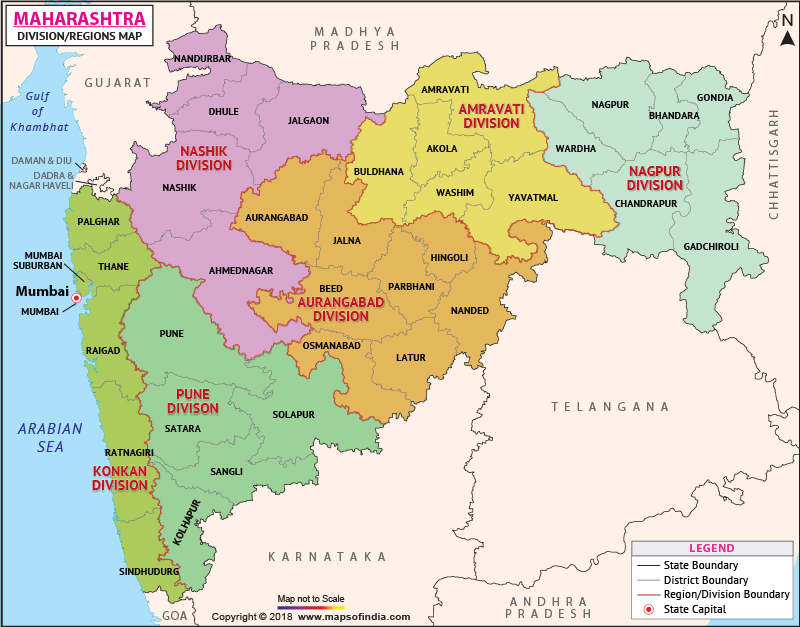 MAHARASHTRA
DIVISION/REGIONS MAP
N
MADHYA
PRADESH
GUJARAT
Gulf
of
Khambhat
DAMAN & DIU
DADRA &
NAGAR HAVELI
CHHATTISGARH
NANDURBAR
DHULE
JALGAON
NASHIK
DIVISION
NASHIK
AHMEDNAGAR
AMRAVATI
AMRAVATI
DIVISION
AKOLA
BULDHANA
WASHIM
YAVATMAL
NAGPUR
GONDIA
BHANDARA
WARDHA
NAGPUR
DIVISION
CHANDRAPUR
GADCHIROLI
AURANGABAD
JALNA
HINGOLI
PARBHANI
BEED
AURANGABAD
DIVISION
NANDED
OSMANABAD
LATUR
PALGHAR
MUMBAI
SUBURBAN
THANE
Mumbai
MUMBAI
RAIGAD
PUNE
PUNE
DIVISON
SATARA
SOLAPUR
SANGLI
KOLHAPUR
RATNAGIRI
KONKAN
DIVISION
SINDHUDURG
ARABIAN
SEA
TELANGANA
KARNATAKA
GOA
ANDHRA
PRADESH
LEGEND
State Boundary
District Boundary
Region/Division Boundary
State Capital
Map not to Scale
Copyright © 2018 www.mapsofindia.com